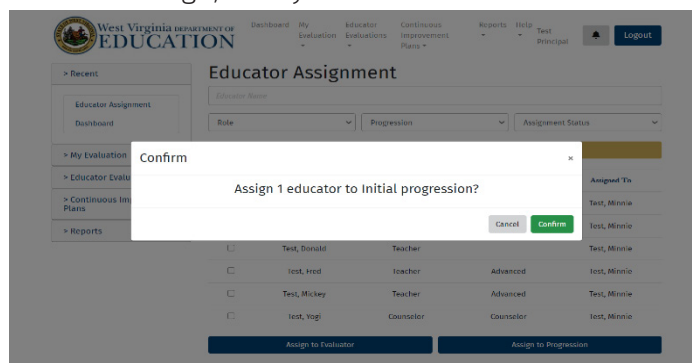 West Virginia DEPARTMENT OF
EDUCATION
Dashboard
My Evaluation
Educator Evaluations
Continuous Improvement Plans
Reports
Help
Test Principal
Logout
> Recent
Educator Assignment
Dashboard
> My Evaluation
> Educator Evalu
> Continuous Im
Plans
> Reports
Educator Assignment
Educator Name
Role
Progression
Assignment Status
Confirm
×
Assign 1 educator to Initial progression?
Cancel
Confirm
Assigned To
Test, Minnie
Test, Minnie
Test, Donald Teacher Test, Minnie
Test, Fred Teacher Advanced Test, Minnie
Test, Mickey Teacher Advanced Test, Minnie
Test, Yogi Counselor Counselor Test, Minnie
Assign to Evaluator
Assign to Progression